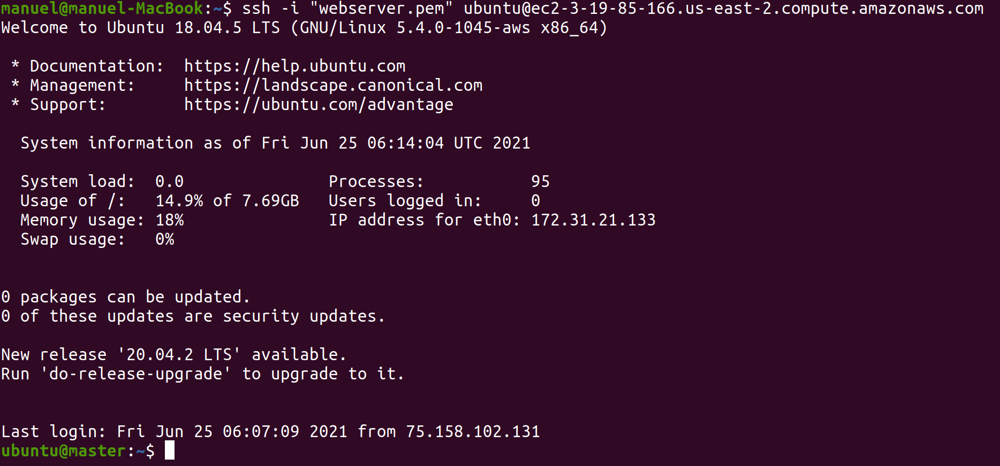 manuel@manuel-MacBook:~$ ssh -i "webserver.pem" ubuntu@ec2-3-19-85-166.us-east-2.compute.amazonaws.com
Welcome to Ubuntu 18.04.5 LTS (GNU/Linux 5.4.0-1045-aws x86_64)

 * Documentation:  https://help.ubuntu.com
 * Management:     https://landscape.canonical.com
 * Support:        https://ubuntu.com/advantage

  System information as of Fri Jun 25 06:14:04 UTC 2021

  System load:  0.0               Processes:           95
  Usage of /:   14.9% of 7.69GB   Users logged in:     0
  Memory usage: 18%               IP address for eth0: 172.31.21.133
  Swap usage:   0%

0 packages can be updated.
0 of these updates are security updates.

New release '20.04.2 LTS' available.
Run 'do-release-upgrade' to upgrade to it.

Last login: Fri Jun 25 06:07:09 2021 from 75.158.102.131
ubuntu@master:~$